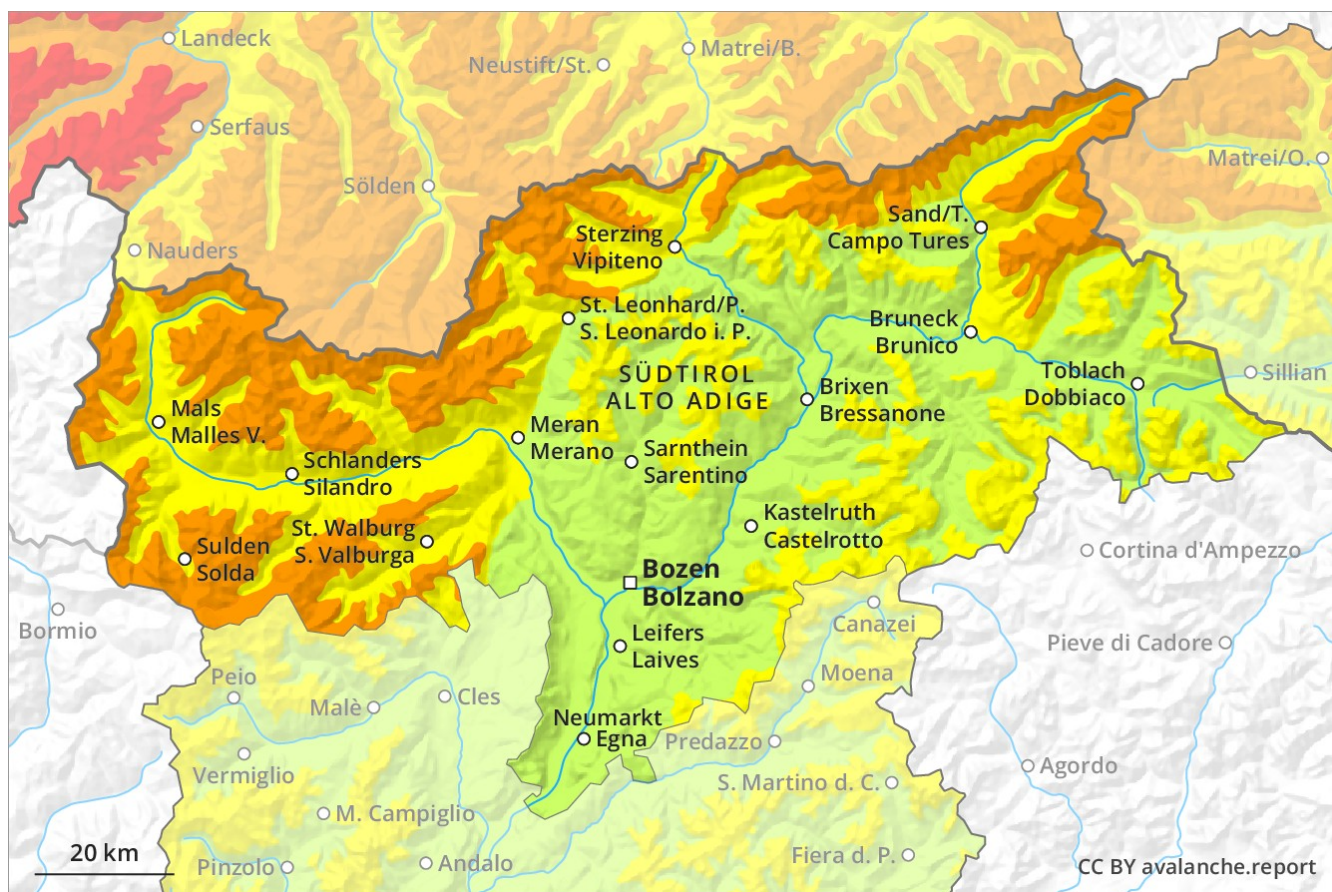 Landeck
Neustift/St.
Matrei/B.
Serfaus
Matrei/O.
Sölden
Nauders
Sand/T.
Campo Tures
Sterzing
Vipiteno
St. Leonhard/P.
S. Leonardo i. P.
Bruneck
Brunico
SÜDTIROL
ALTO ADIGE
Toblach
Dobbiaco
Sillian
Brixen
Bressanone
Mals
Malles V.
Meran
Merano
Sarnthein
Sarentino
Schlanders
Silandro
Kastelruth
Castelrotto
St. Walburg
S. Valburga
Sulden
Solda
Cortina d'Ampezzo
Bozen
Bolzano
Bormio
Canazei
Leifers
Laives
Pieve di Cadore
Peio
Moena
Malè
Cles
Neumarkt
Egna
Predazzo
Vermiglio
Agordo
S. Martino d. C.
M. Campiglio
20 km
Pinzolo
Andalo
Fiera d. P.
CC BY avalanche.report